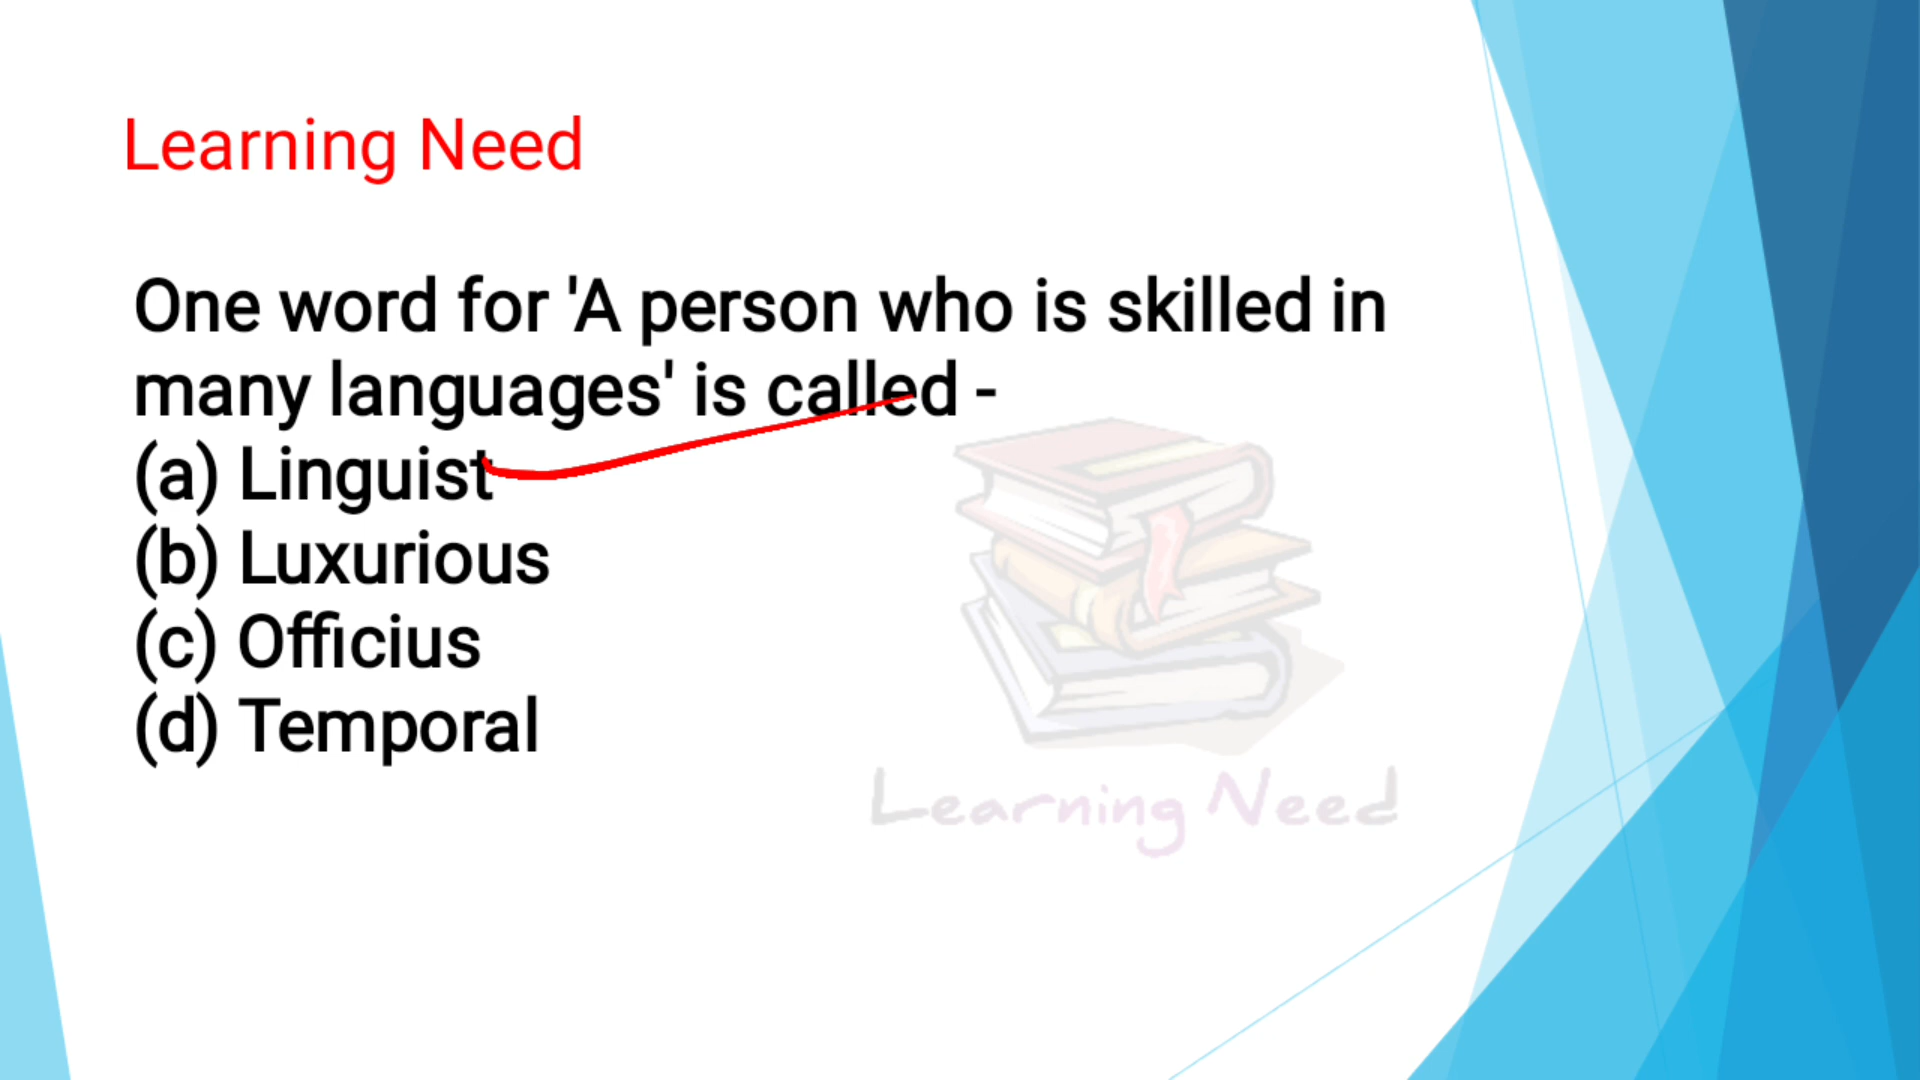 Learning Need
One word for 'A person who is skilled in
many languages' is called -
(a) Linguist
(b) Luxurious
(c) Officius
(d) Temporal
Learning Need